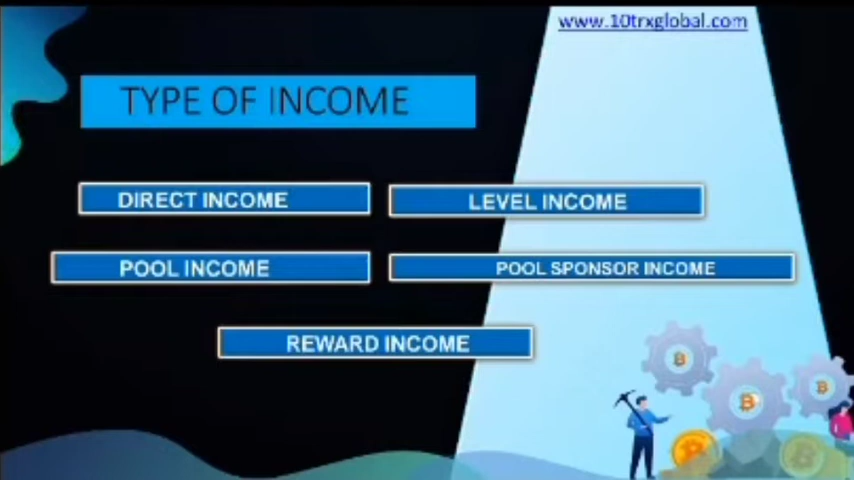 www.10trxglobal.com
TYPE OF INCOME
DIRECT INCOME
LEVEL INCOME
POOL INCOME
POOL SPONSOR INCOME
REWARD INCOME